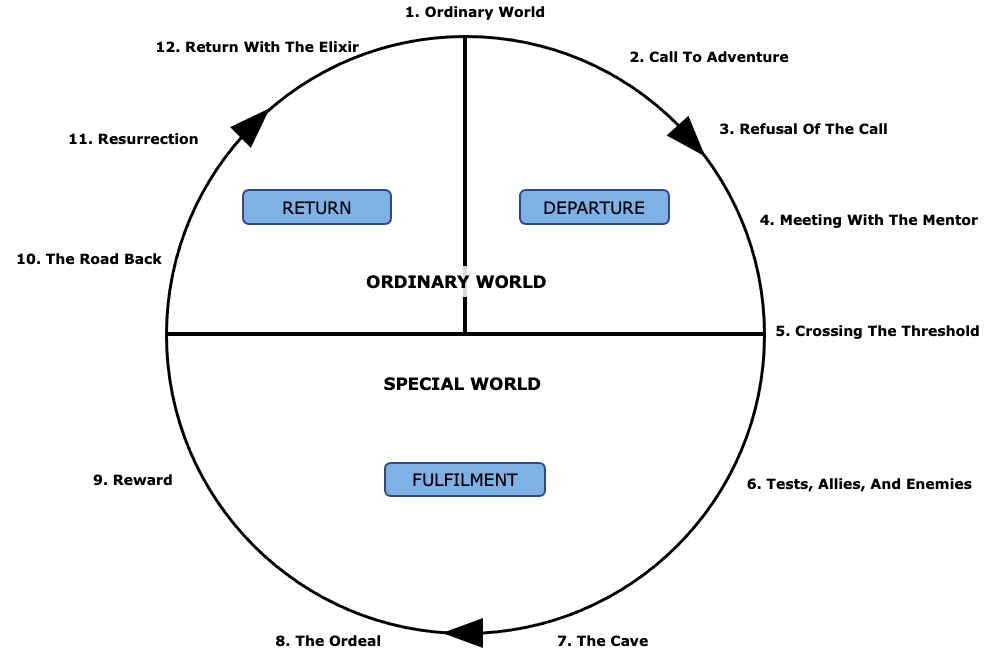 1. Ordinary World
12. Return With The Elixir
2. Call To Adventure
3. Refusal Of The Call
11. Resurrection
RETURN
DEPARTURE
4. Meeting With The Mentor
10. The Road Back
ORDINARY WORLD
5. Crossing The Threshold
SPECIAL WORLD
9. Reward
FULFILMENT
6. Tests, Allies, And Enemies
8. The Ordeal
7. The Cave